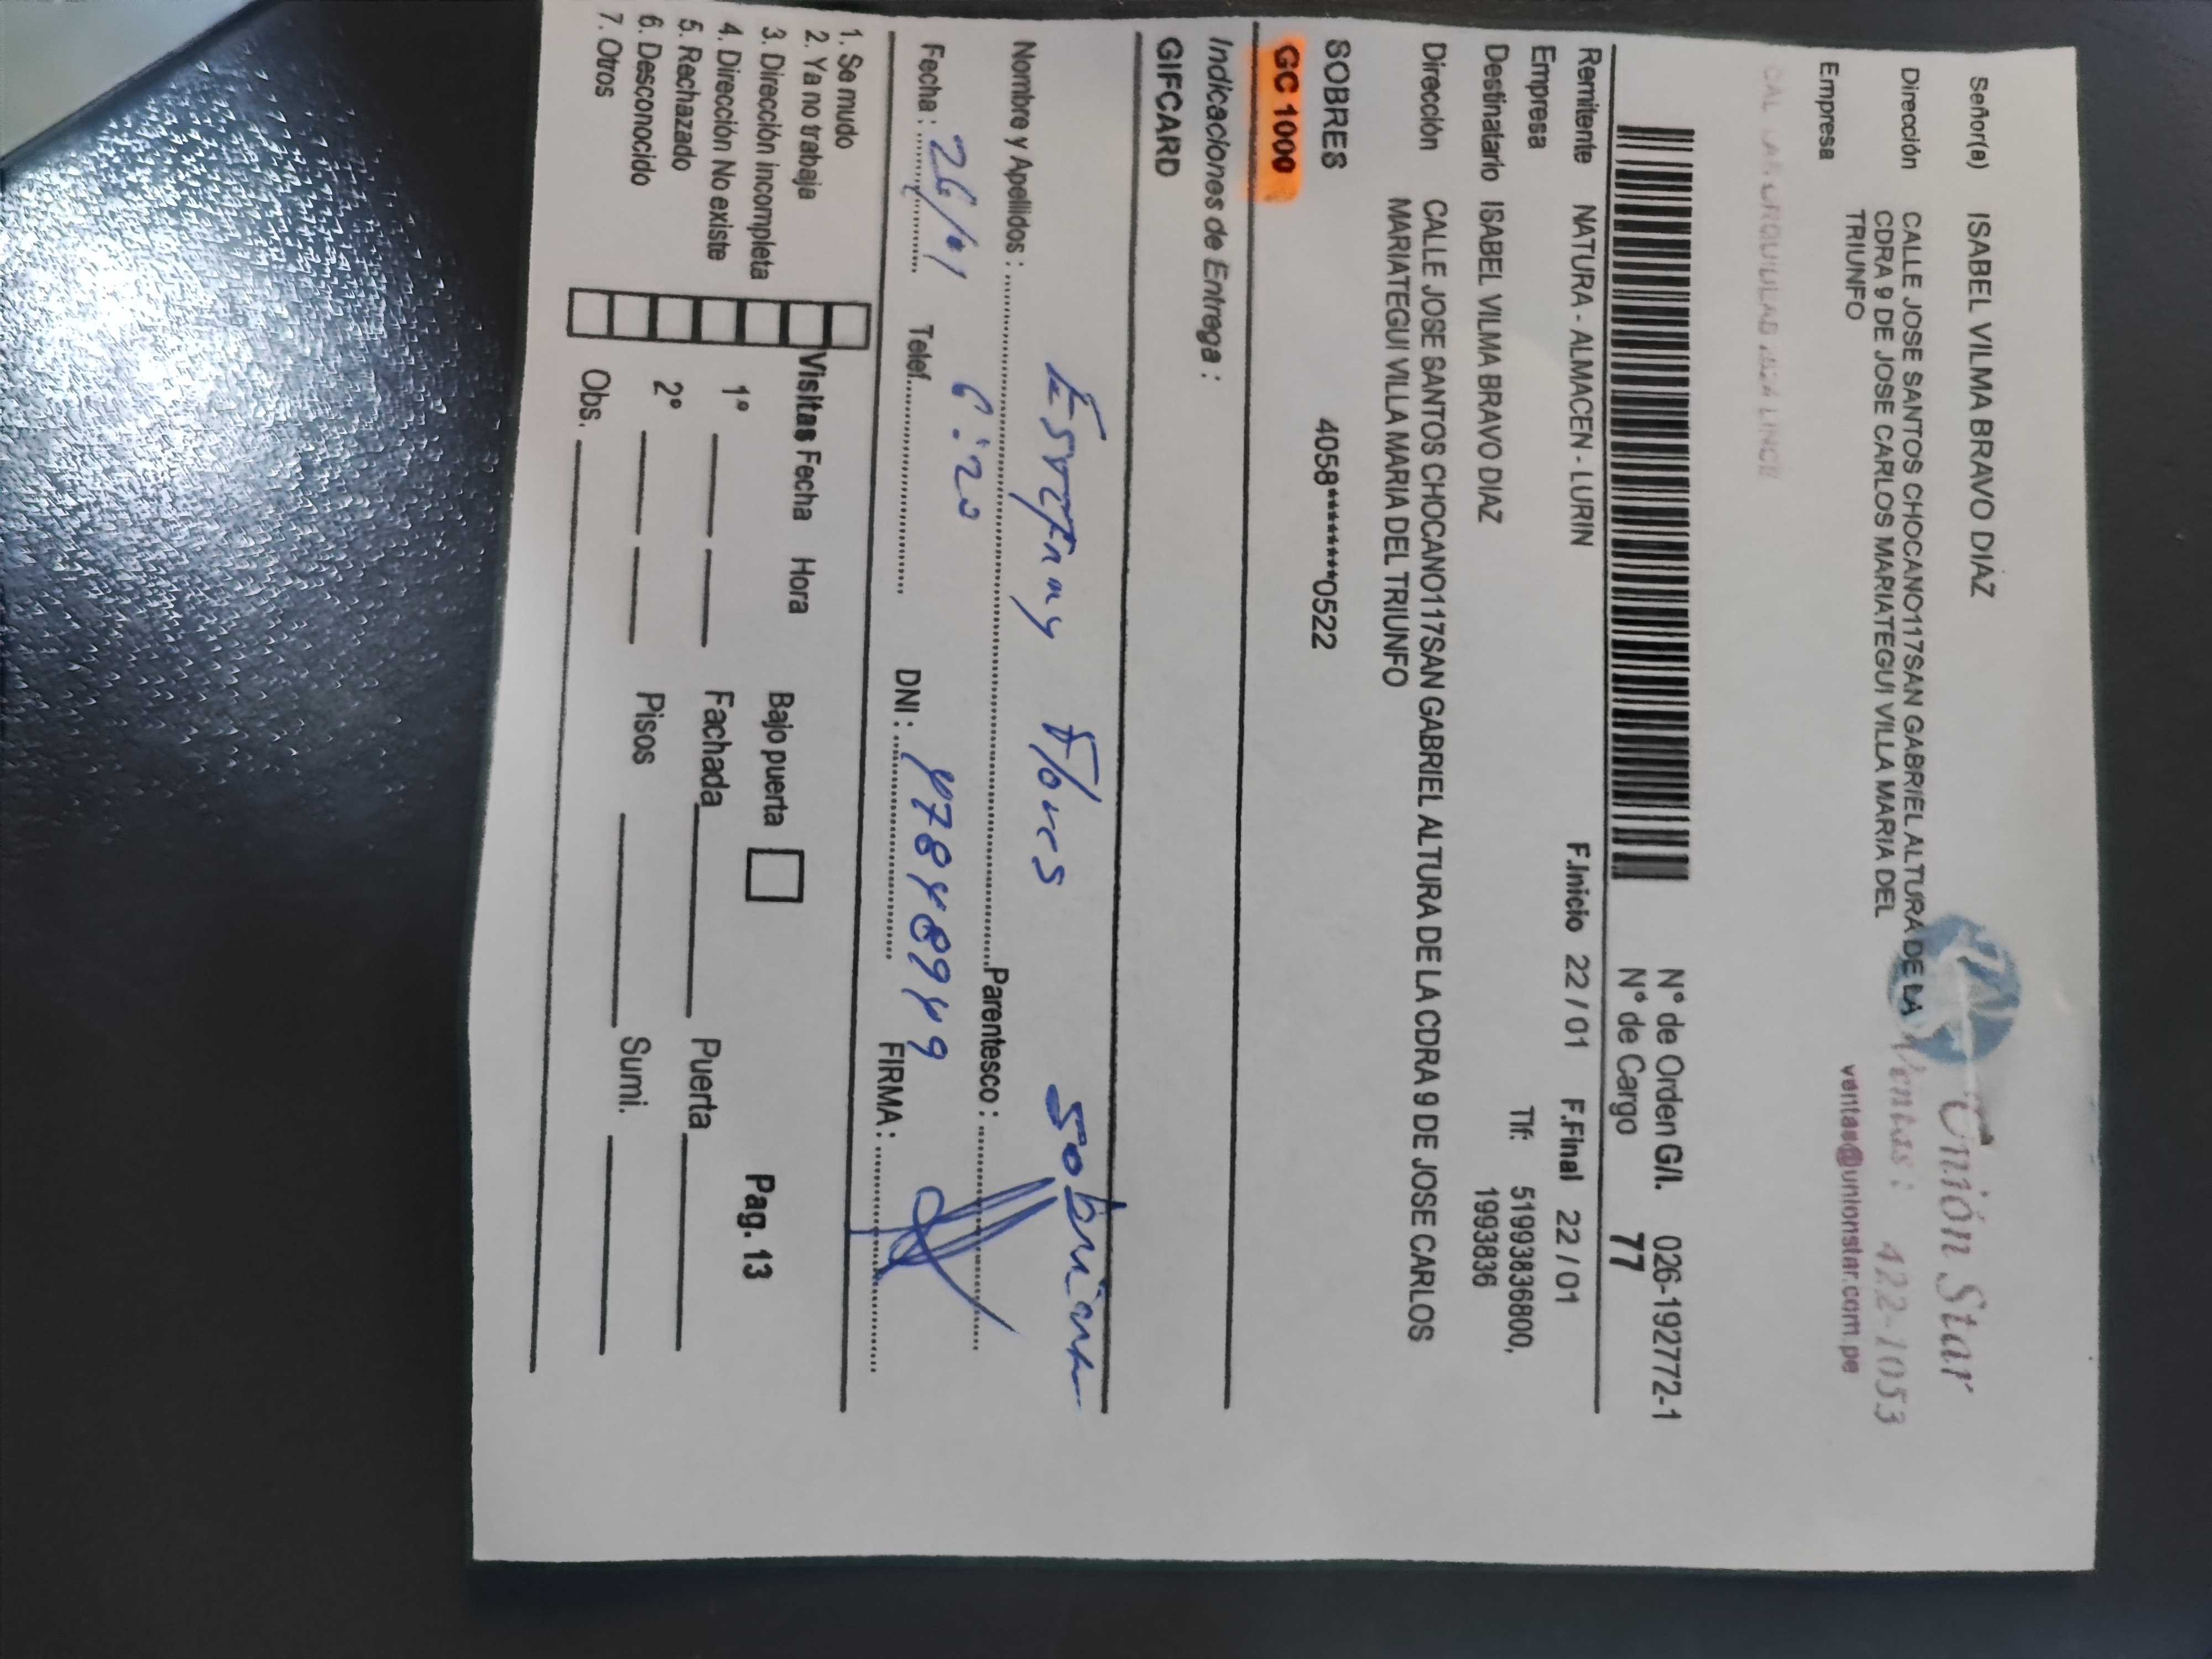 Señor(a) ISABEL VILMA BRAVO DIAZ
Unión Star
Dirección CALLE JOSE SANTOS CHOCANO117SAN GABRIEL ALTURA DE LA
CDRA 9 DE JOSE CARLOS MARIATEGUI VILLA MARIA DEL
TRIUNFO
Ventas: 422-1053
ventas@unionstar.com.pe
Empresa
N° de Orden G/I. 026-192772-1
N° de Cargo 77
Remitente NATURA - ALMACEN - LURIN F.Inicio 22 / 01 F.Final 22 / 01
Empresa Tlf: 51993836800,
Destinatario ISABEL VILMA BRAVO DIAZ 1993836
Dirección CALLE JOSE SANTOS CHOCANO117SAN GABRIEL ALTURA DE LA CDRA 9 DE JOSE CARLOS
MARIATEGUI VILLA MARIA DEL TRIUNFO
SOBRES 4058********0522
GC 1000
Indicaciones de Entrega :
GIFCARD
Flores Sobrina
Nombre y Apellidos : Parentesco :
6:20
Fecha : 26/01 Telef. DNI : 47848949 FIRMA :
1. Se mudo
2. Ya no trabaja
3. Dirección incompleta
4. Dirección No existe
5. Rechazado
6. Desconocido
7. Otros
Visitas Fecha Hora Bajo puerta Pag. 13
1° Fachada Puerta
2° Pisos Sumi.
Obs.